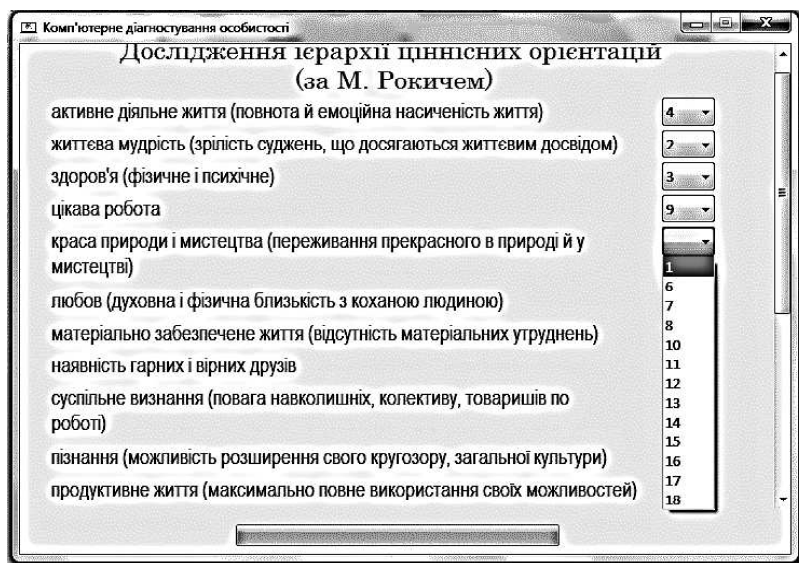 Комп'ютерне діагностування особистості
Дослідження ієрархії ціннісних орієнтацій
(за М. Рокичем)
активне діяльне життя (повнота й емоційна насиченість життя)
4
життєва мудрість (зрілість суджень, що досягаються життєвим досвідом)
2
здоров'я (фізичне і психічне)
3
цікава робота
9
краса природи і мистецтва (переживання прекрасного в природі й у
мистецтві)
1
6
7
8
10
11
12
13
14
15
16
17
18
любов (духовна і фізична близькість з коханою людиною)
матеріально забезпечене життя (відсутність матеріальних утруднень)
наявність гарних і вірних друзів
суспільне визнання (повага навколишніх, колективу, товаришів по
роботі)
пізнання (можливість розширення свого кругозору, загальної культури)
продуктивне життя (максимально повне використання своїх можливостей)